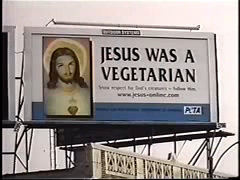 OUTDOOR SYSTEMS
JESUS WAS A
VEGETARIAN
Show respect for God's creatures — follow Him.
www.jesus-online.com
PETA